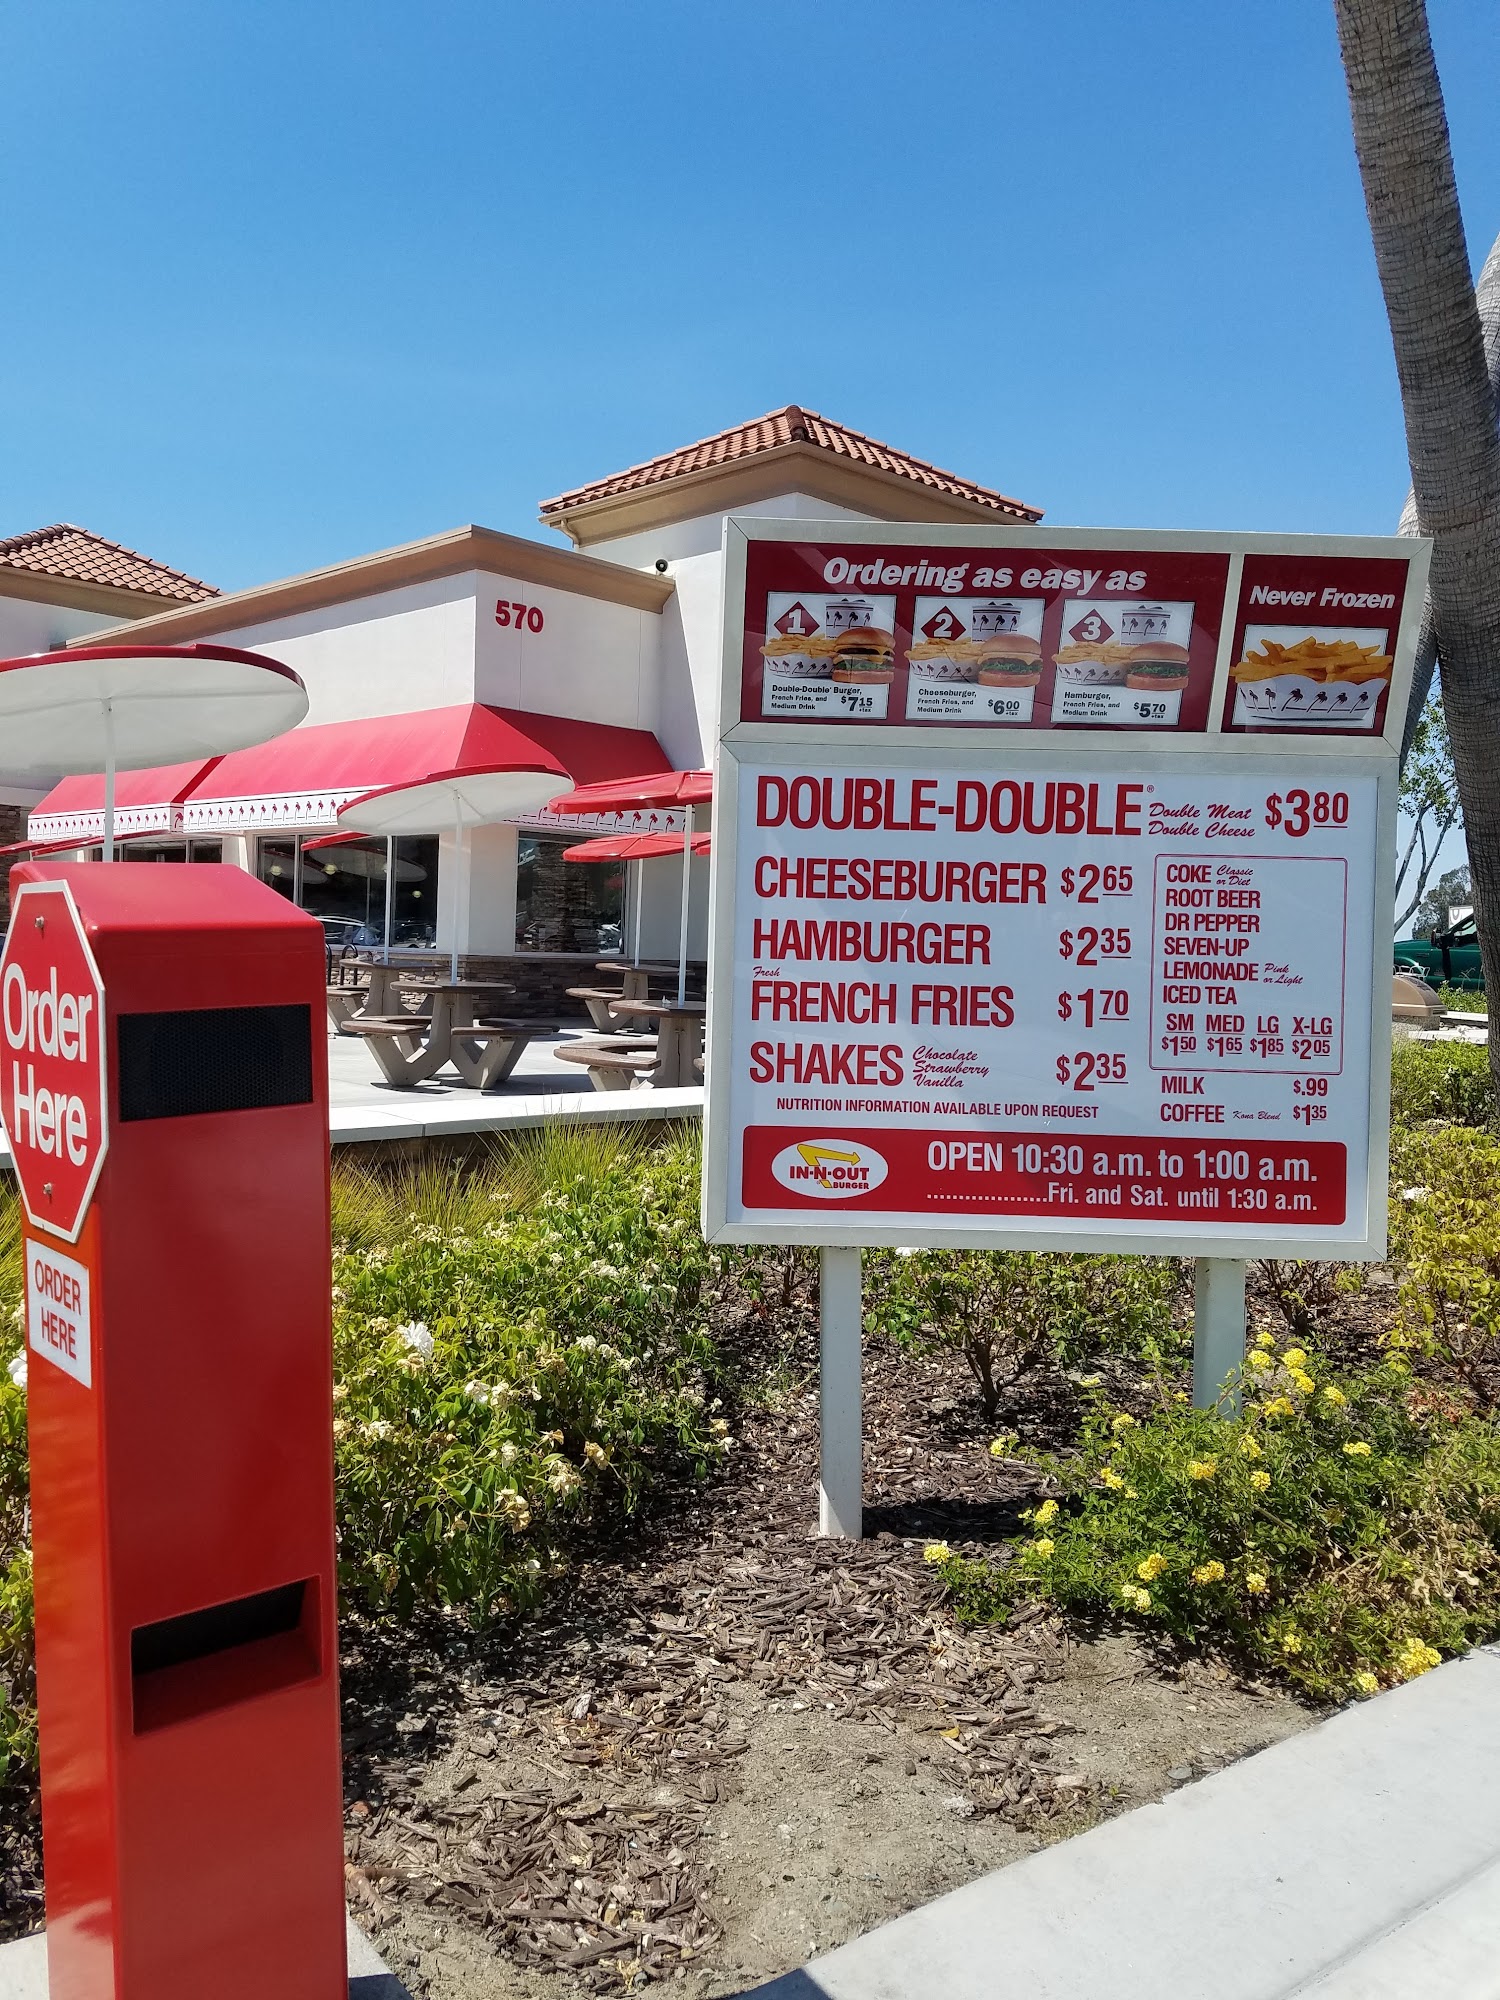 570
Ordering as easy as
1
Double-Double® Burger,
French Fries, and
Medium Drink
$7.15
+tax
2
Cheeseburger,
French Fries, and
Medium Drink
$6.00
+tax
3
Hamburger,
French Fries, and
Medium Drink
$5.70
+tax
Never Frozen
DOUBLE-DOUBLE® Double Meat Double Cheese $3.80
CHEESEBURGER $2.65
HAMBURGER $2.35
Fresh
FRENCH FRIES $1.70
SHAKES Chocolate Strawberry Vanilla $2.35
NUTRITION INFORMATION AVAILABLE UPON REQUEST
COKE Classic or Diet
ROOT BEER
DR PEPPER
SEVEN-UP
LEMONADE Pink or Light
ICED TEA
SM MED LG X-LG
$1.50 $1.65 $1.85 $2.05
MILK $.99
COFFEE Kona Blend $1.35
IN-N-OUT
BURGER
OPEN 10:30 a.m. to 1:00 a.m.
...................Fri. and Sat. until 1:30 a.m.
Order
Here
ORDER
HERE